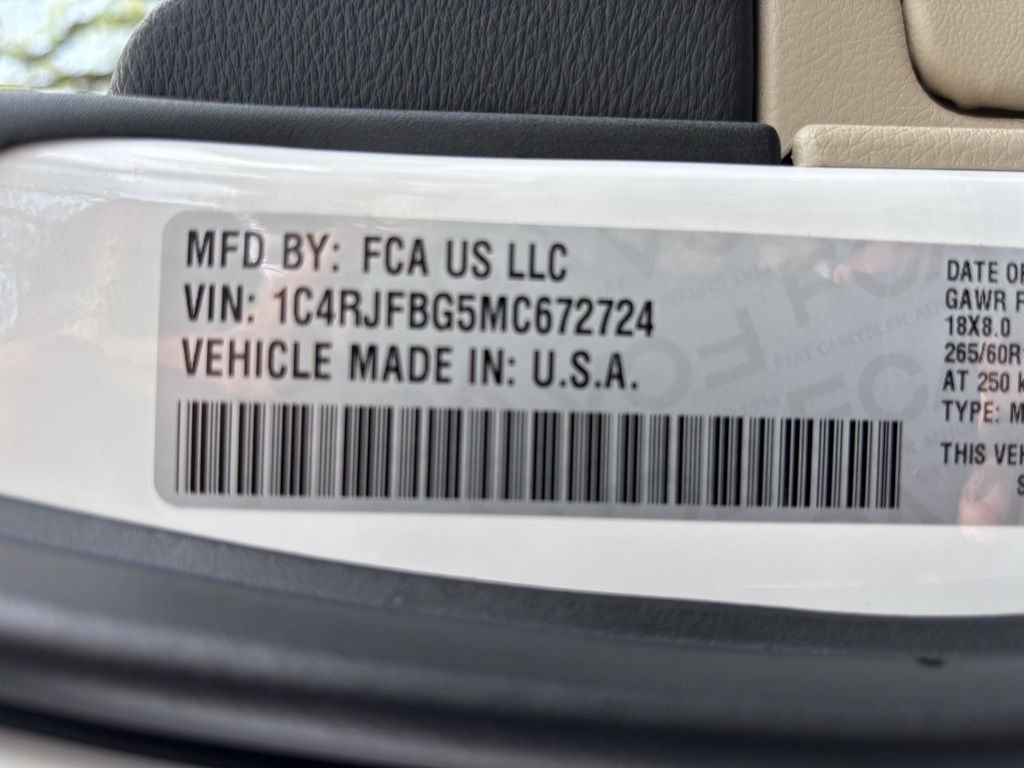 MFD BY: FCA US LLC
VIN: 1C4RJFBG5MC672724
VEHICLE MADE IN: U.S.A.
DATE OF
GAWR F
18X8.0
265/60R
AT 250 k
TYPE: M
THIS VEH
S